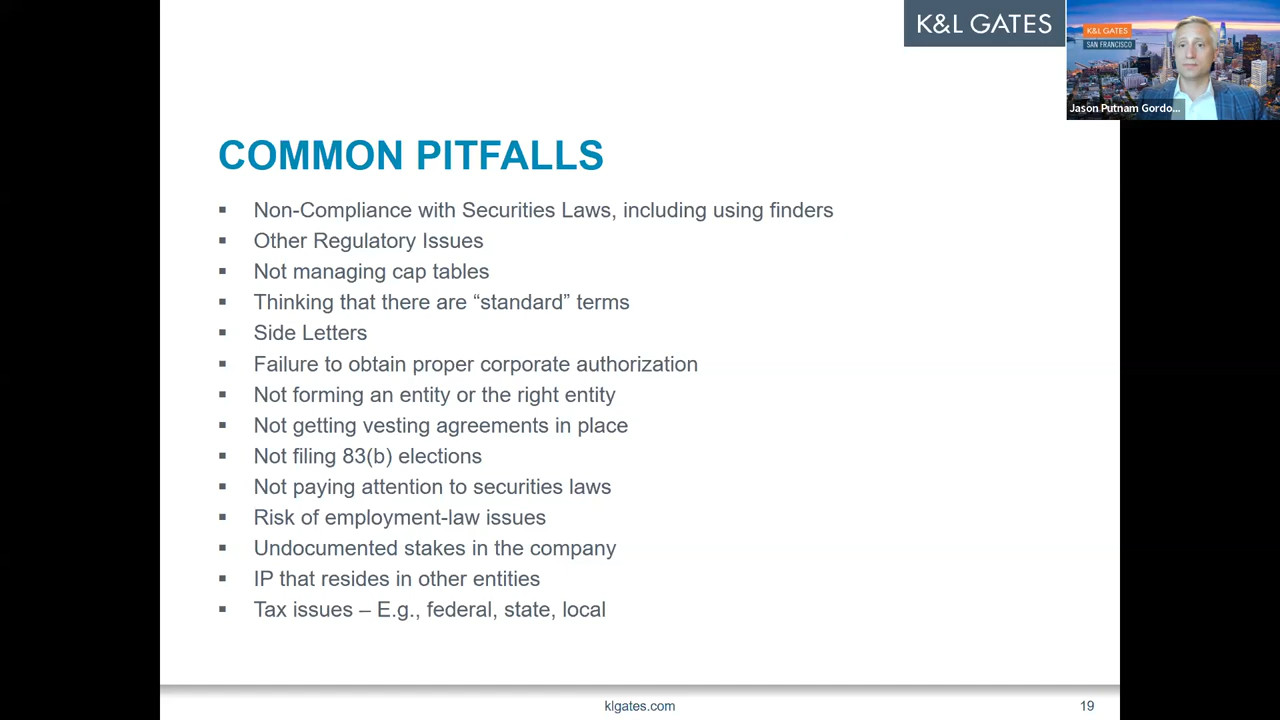 K&L GATES
K&L GATES
SAN FRANCISCO
Jason Putnam Gordo...
COMMON PITFALLS
▪ Non-Compliance with Securities Laws, including using finders
▪ Other Regulatory Issues
▪ Not managing cap tables
▪ Thinking that there are “standard” terms
▪ Side Letters
▪ Failure to obtain proper corporate authorization
▪ Not forming an entity or the right entity
▪ Not getting vesting agreements in place
▪ Not filing 83(b) elections
▪ Not paying attention to securities laws
▪ Risk of employment-law issues
▪ Undocumented stakes in the company
▪ IP that resides in other entities
▪ Tax issues – E.g., federal, state, local
klgates.com
19